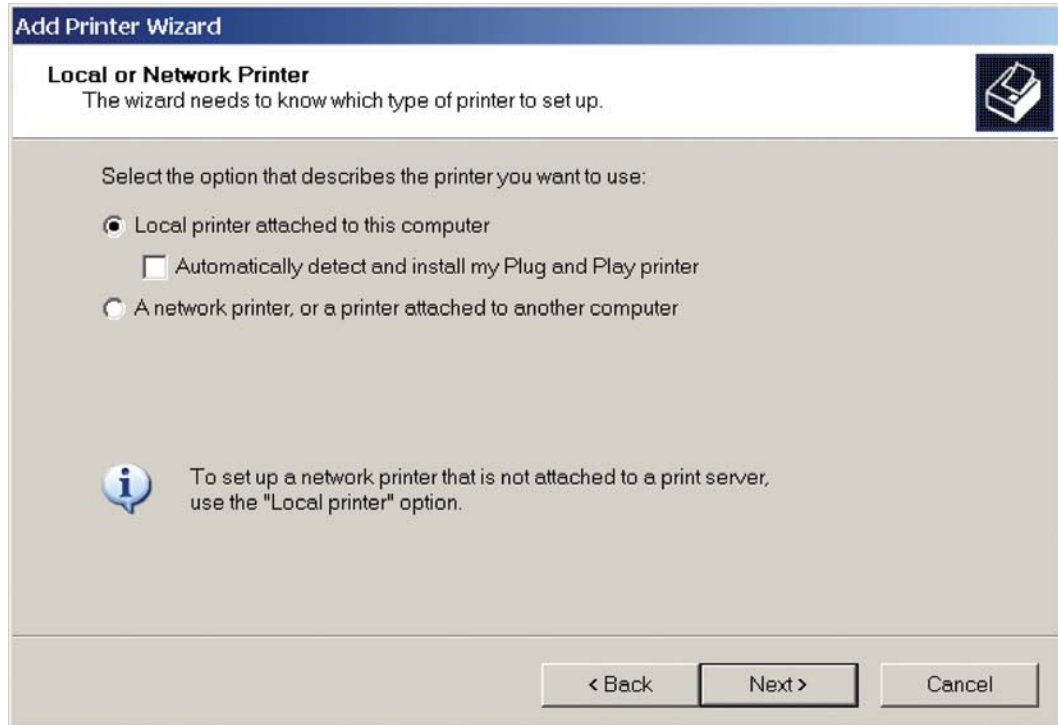 Add Printer Wizard
Local or Network Printer
The wizard needs to know which type of printer to set up.
Select the option that describes the printer you want to use:
Local printer attached to this computer
Automatically detect and install my Plug and Play printer
A network printer, or a printer attached to another computer
To set up a network printer that is not attached to a print server,
use the "Local printer" option.
< Back
Next >
Cancel